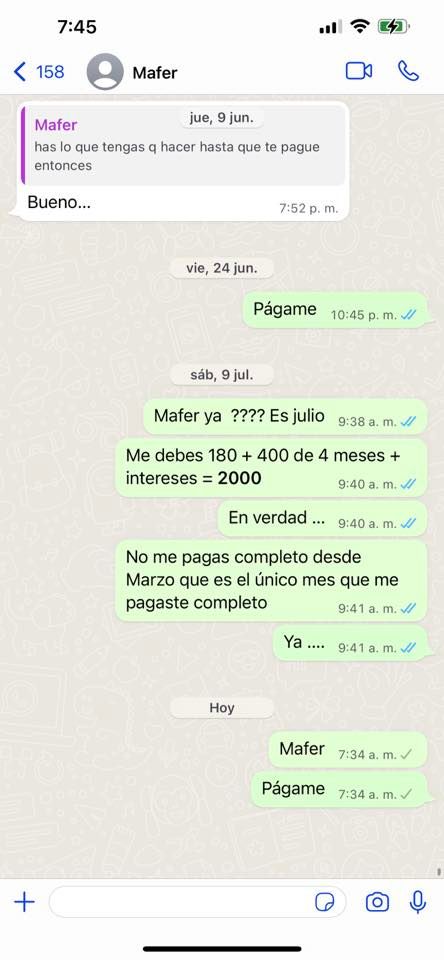 7:45
158
Mafer
jue, 9 jun.
Mafer
has lo que tengas q hacer hasta que te pague
entonces
Bueno...
7:52 p. m.
vie, 24 jun.
Págame 10:45 p. m.
sáb, 9 jul.
Mafer ya ???? Es julio 9:38 a. m.
Me debes 180 + 400 de 4 meses +
intereses = 2000 9:40 a. m.
En verdad ... 9:40 a. m.
No me pagas completo desde
Marzo que es el único mes que me
pagaste completo 9:41 a. m.
Ya .... 9:41 a. m.
Hoy
Mafer 7:34 a. m.
Págame 7:34 a. m.